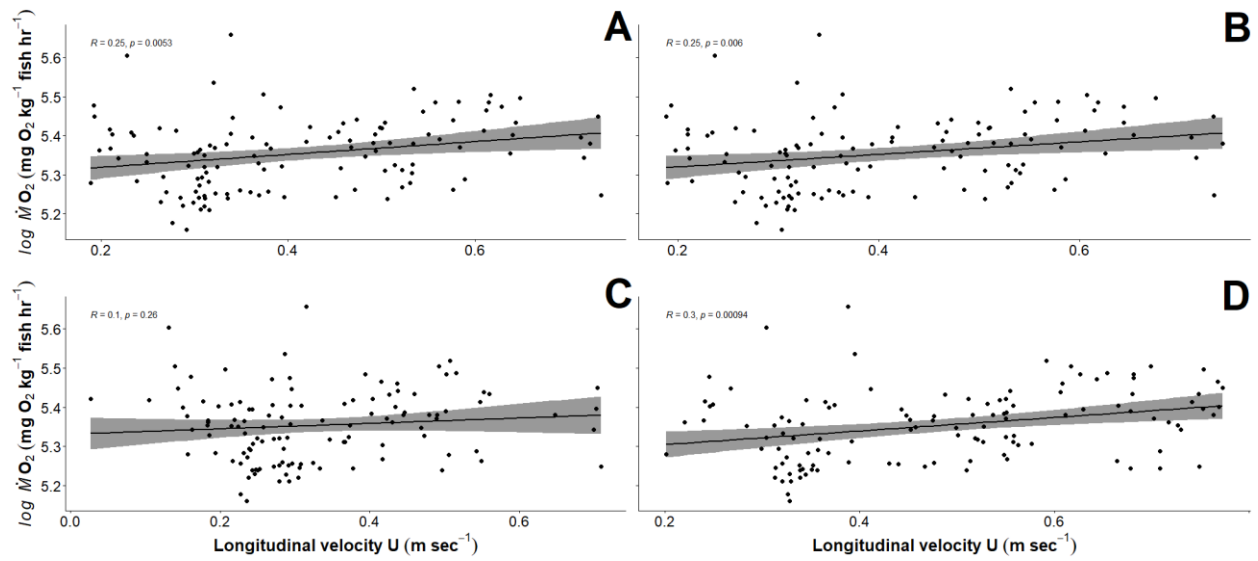 A
B
R = 0.25, p = 0.0053
R = 0.25, p = 0.006
log ṀO₂ (mg O₂ kg⁻¹ fish hr⁻¹)
5.6
5.5
5.4
5.3
5.2
0.2 0.4 0.6
0.2 0.4 0.6
C
D
R = 0.1, p = 0.26
R = 0.3, p = 0.00094
log ṀO₂ (mg O₂ kg⁻¹ fish hr⁻¹)
5.6
5.5
5.4
5.3
5.2
0.0 0.2 0.4 0.6
0.2 0.4 0.6
Longitudinal velocity U (m sec⁻¹)
Longitudinal velocity U (m sec⁻¹)